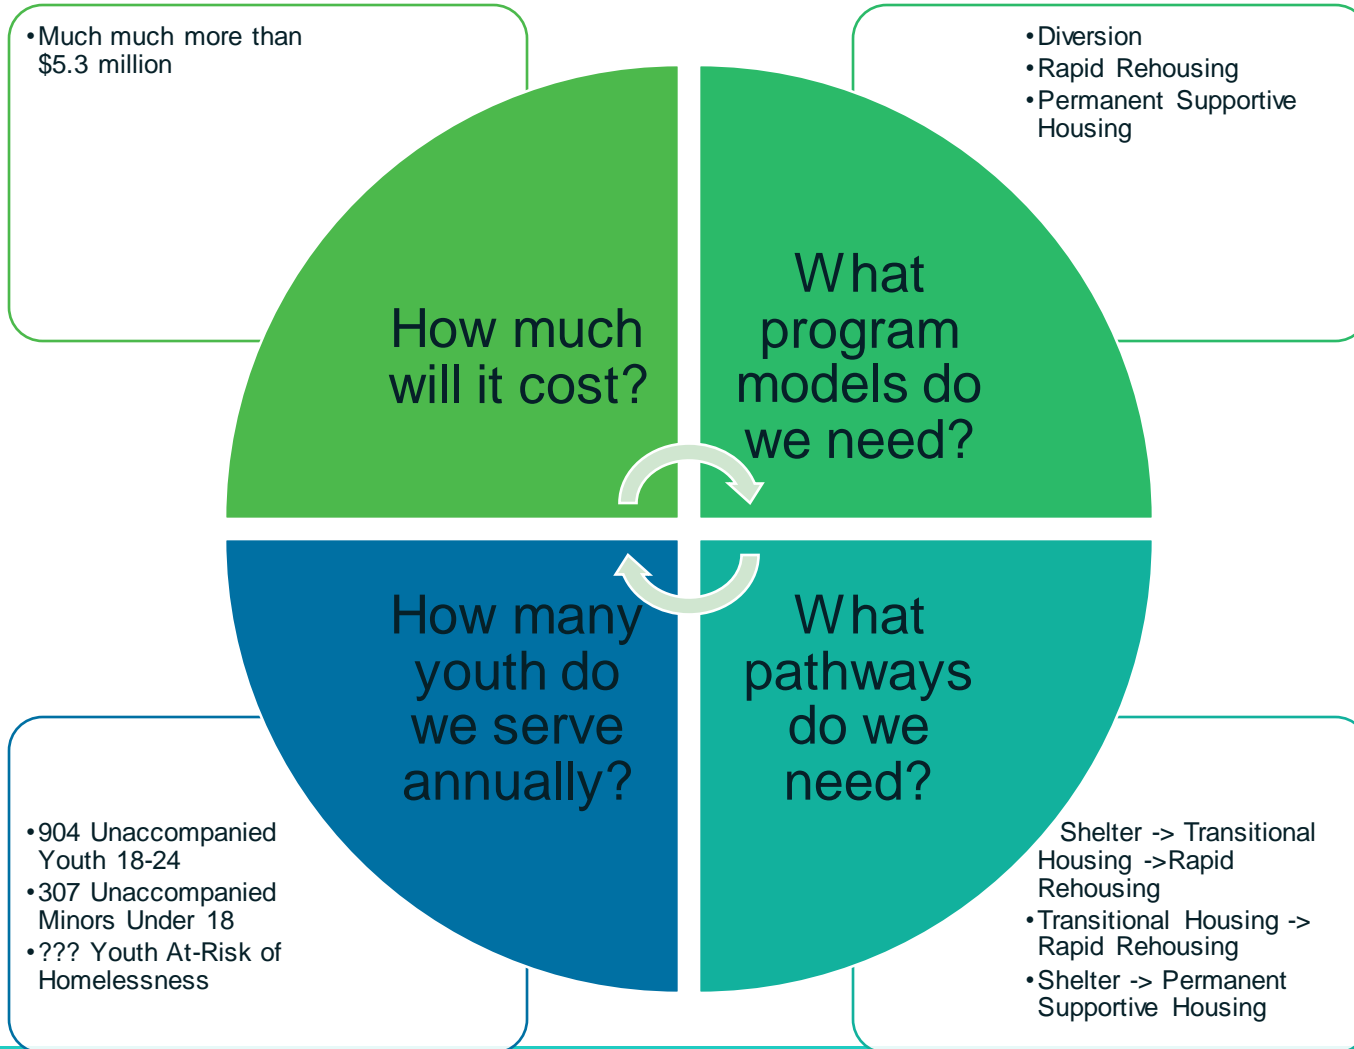 •Much much more than
$5.3 million
•Diversion
•Rapid Rehousing
•Permanent Supportive
Housing
How much
will it cost?
What
program
models do
we need?
How many
youth do
we serve
annually?
What
pathways
do we
need?
•904 Unaccompanied
Youth 18-24
•307 Unaccompanied
Minors Under 18
•??? Youth At-Risk of
Homelessness
Shelter -> Transitional
Housing ->Rapid
Rehousing
•Transitional Housing ->
Rapid Rehousing
•Shelter -> Permanent
Supportive Housing